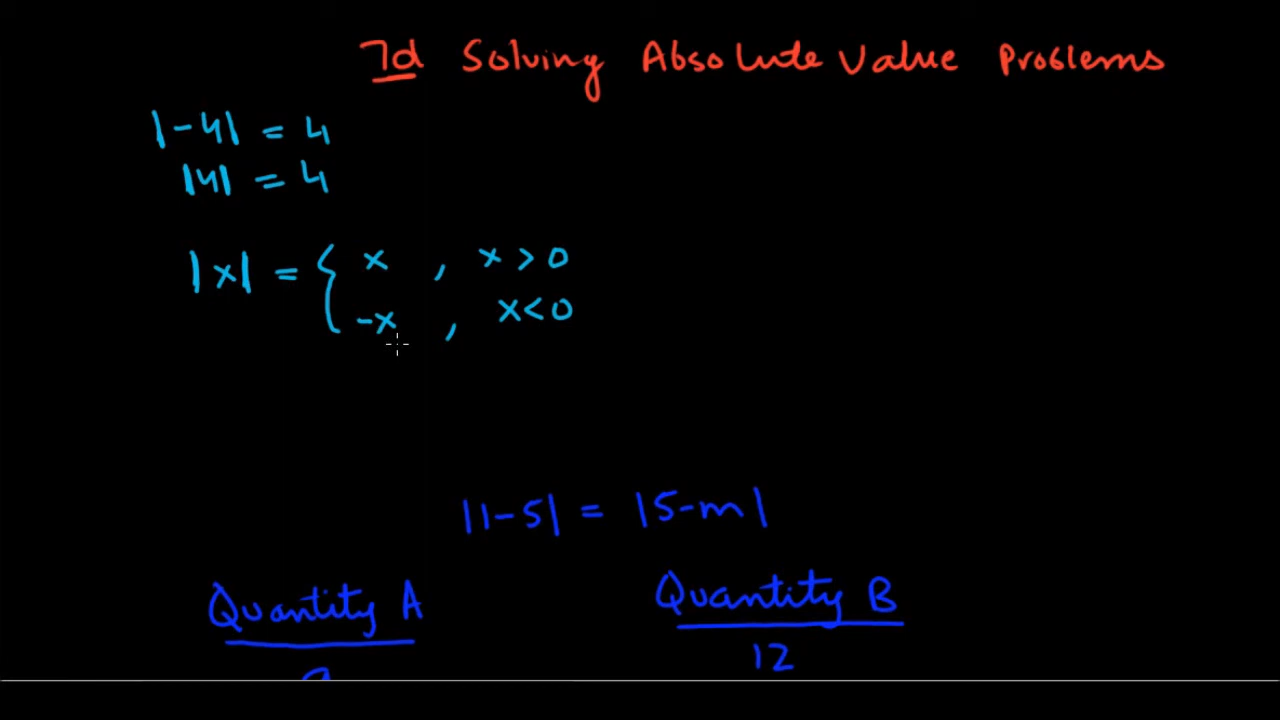 7d Solving Absolute Value Problems
|-4| = 4
|4| = 4
|x| = { x , x > 0
-x , x < 0
|1-5| = |5-m|
Quantity A Quantity B
12